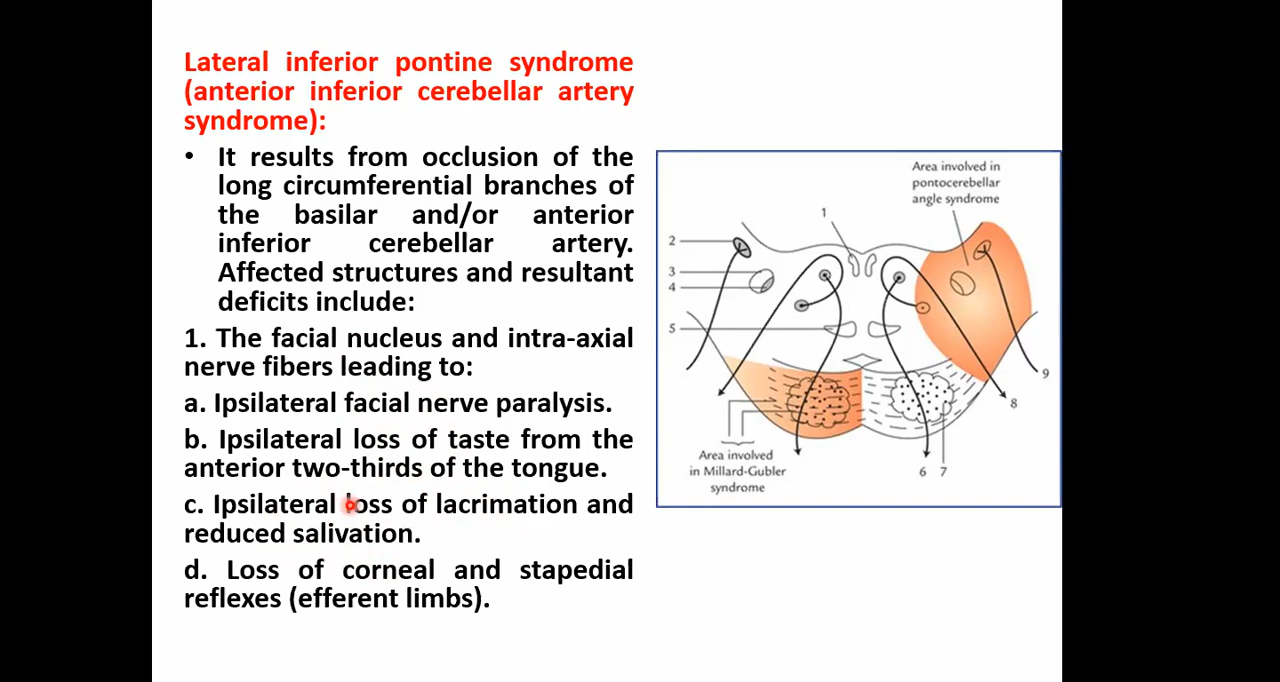 Lateral inferior pontine syndrome
(anterior inferior cerebellar artery
syndrome):
• It results from occlusion of the
long circumferential branches of
the basilar and/or anterior
inferior cerebellar artery.
Affected structures and resultant
deficits include:
1. The facial nucleus and intra-axial
nerve fibers leading to:
a. Ipsilateral facial nerve paralysis.
b. Ipsilateral loss of taste from the
anterior two-thirds of the tongue.
c. Ipsilateral loss of lacrimation and
reduced salivation.
d. Loss of corneal and stapedial
reflexes (efferent limbs).
Area involved in
pontocerebellar
angle syndrome
1
2
3
4
5
9
8
Area involved
in Millard-Gubler
syndrome
6 7